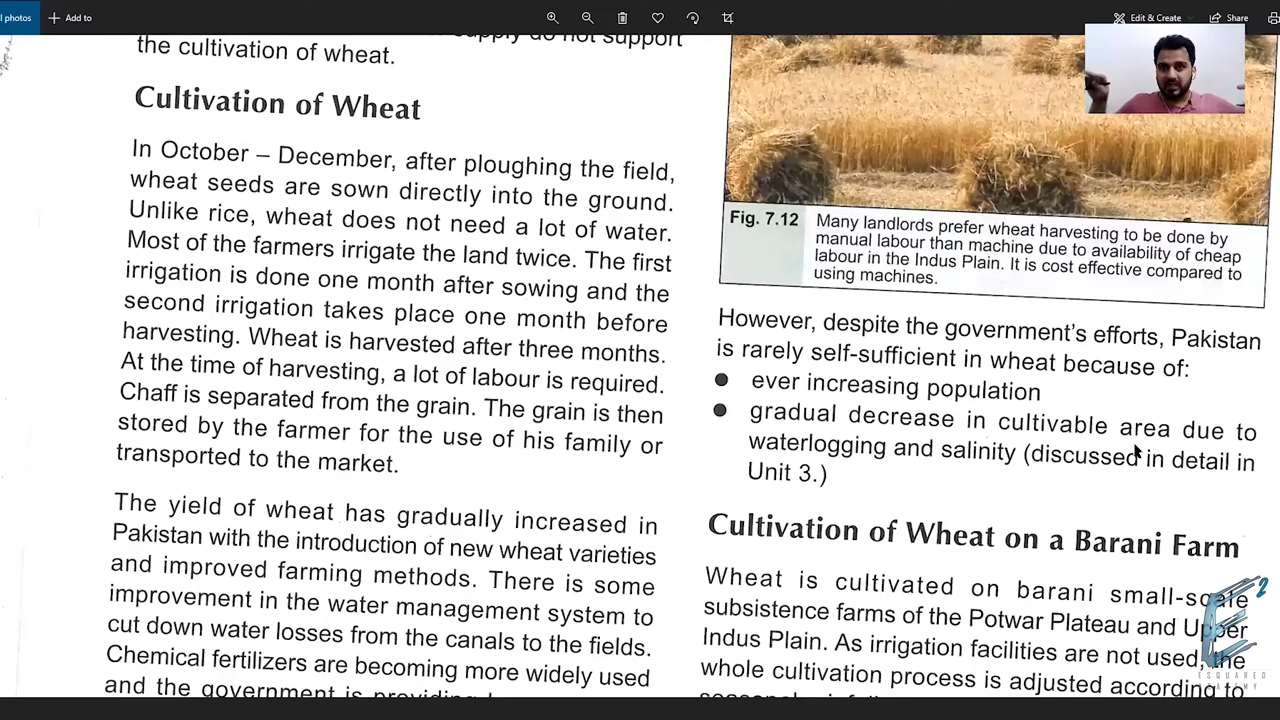 l photos
Add to
Edit & Create
Share
supply do not support
the cultivation of wheat.
Cultivation of Wheat
In October – December, after ploughing the field,
wheat seeds are sown directly into the ground.
Unlike rice, wheat does not need a lot of water.
Most of the farmers irrigate the land twice. The first
irrigation is done one month after sowing and the
second irrigation takes place one month before
harvesting. Wheat is harvested after three months.
At the time of harvesting, a lot of labour is required.
Chaff is separated from the grain. The grain is then
stored by the farmer for the use of his family or
transported to the market.
The yield of wheat has gradually increased in
Pakistan with the introduction of new wheat varieties
and improved farming methods. There is some
improvement in the water management system to
cut down water losses from the canals to the fields.
Chemical fertilizers are becoming more widely used
and the government is providing
Fig. 7.12
Many landlords prefer wheat harvesting to be done by
manual labour than machine due to availability of cheap
labour in the Indus Plain. It is cost effective compared to
using machines.
However, despite the government's efforts, Pakistan
is rarely self-sufficient in wheat because of:
● ever increasing population
● gradual decrease in cultivable area due to
waterlogging and salinity (discussed in detail in
Unit 3.)
Cultivation of Wheat on a Barani Farm
Wheat is cultivated on barani small-scale
subsistence farms of the Potwar Plateau and Upper
Indus Plain. As irrigation facilities are not used, the
whole cultivation process is adjusted according to
E2
ESQUARED
ACADEMY